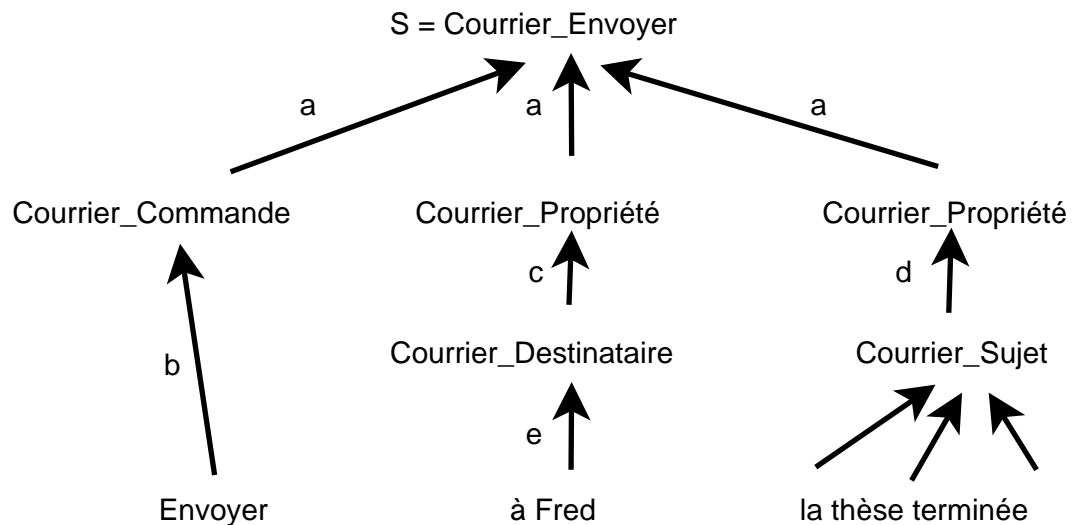 S = Courrier_Envoyer
a a a
Courrier_Commande Courrier_Propriété Courrier_Propriété
c d
Courrier_Destinataire Courrier_Sujet
b
e
Envoyer à Fred la thèse terminée